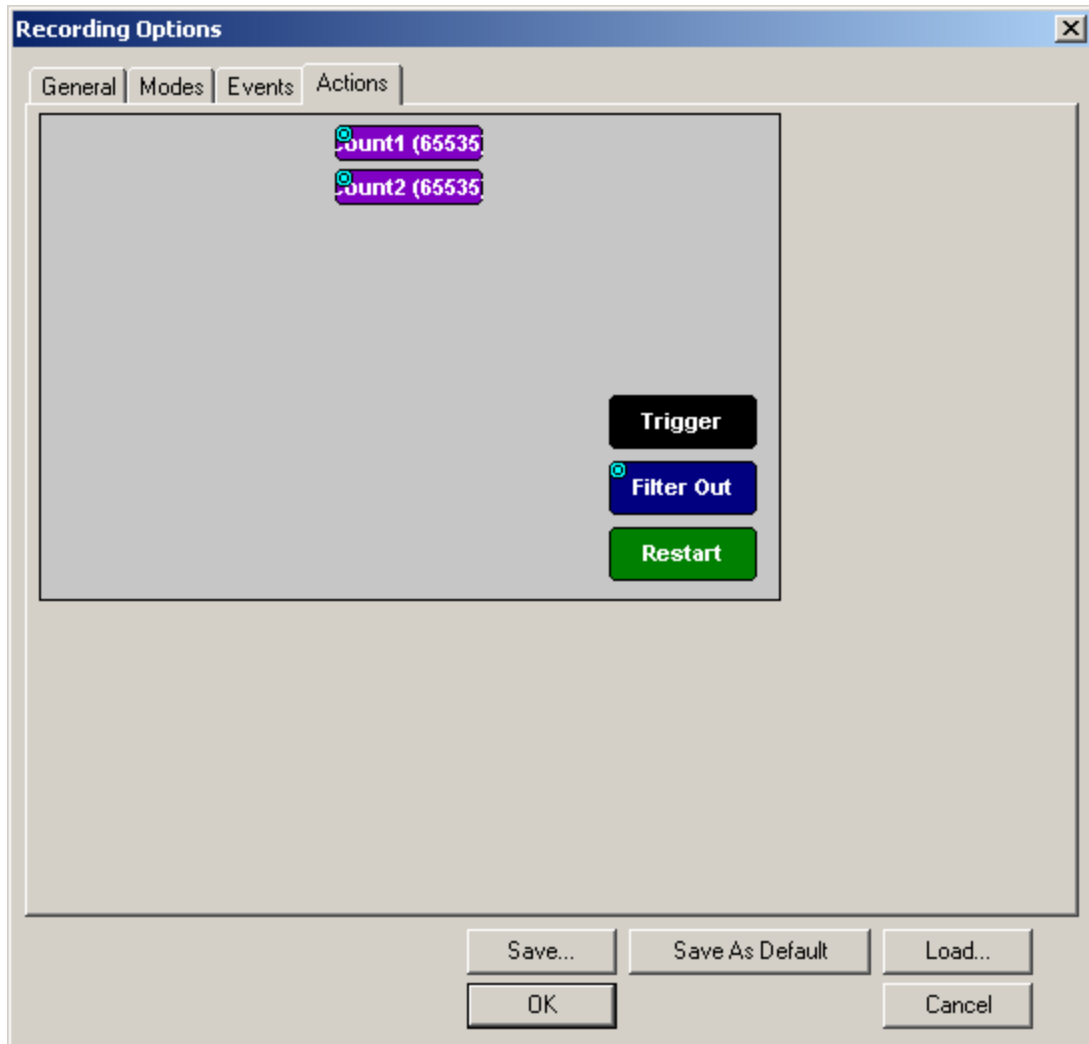 Recording Options
General Modes Events Actions
ount1 (65535)
ount2 (65535)
Trigger
Filter Out
Restart
Save... Save As Default Load...
OK Cancel